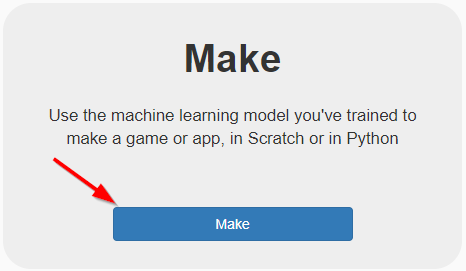 Make
Use the machine learning model you've trained to
make a game or app, in Scratch or in Python
Make